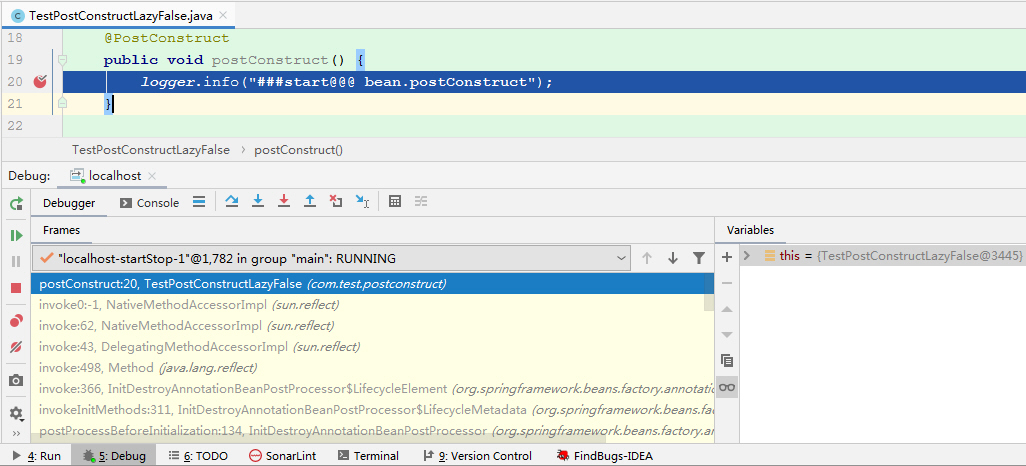 TestPostConstructLazyFalse.java
18 @PostConstruct
19 public void postConstruct() {
20 logger.info("###start@@@ bean.postConstruct");
21 }
22
TestPostConstructLazyFalse > postConstruct()
Debug: localhost
Debugger Console
Frames
"localhost-startStop-1"@1,782 in group "main": RUNNING
postConstruct:20, TestPostConstructLazyFalse (com.test.postconstruct)
invoke0:-1, NativeMethodAccessorImpl (sun.reflect)
invoke:62, NativeMethodAccessorImpl (sun.reflect)
invoke:43, DelegatingMethodAccessorImpl (sun.reflect)
invoke:498, Method (java.lang.reflect)
invoke:366, InitDestroyAnnotationBeanPostProcessor$LifecycleElement (org.springframework.beans.factory.annotatio
invokeInitMethods:311, InitDestroyAnnotationBeanPostProcessor$LifecycleMetadata (org.springframework.beans.fa
postProcessBeforeInitialization:134, InitDestroyAnnotationBeanPostProcessor (org.springframework.beans.factory.an
Variables
this = {TestPostConstructLazyFalse@3445}
4: Run 5: Debug 6: TODO SonarLint Terminal 9: Version Control FindBugs-IDEA